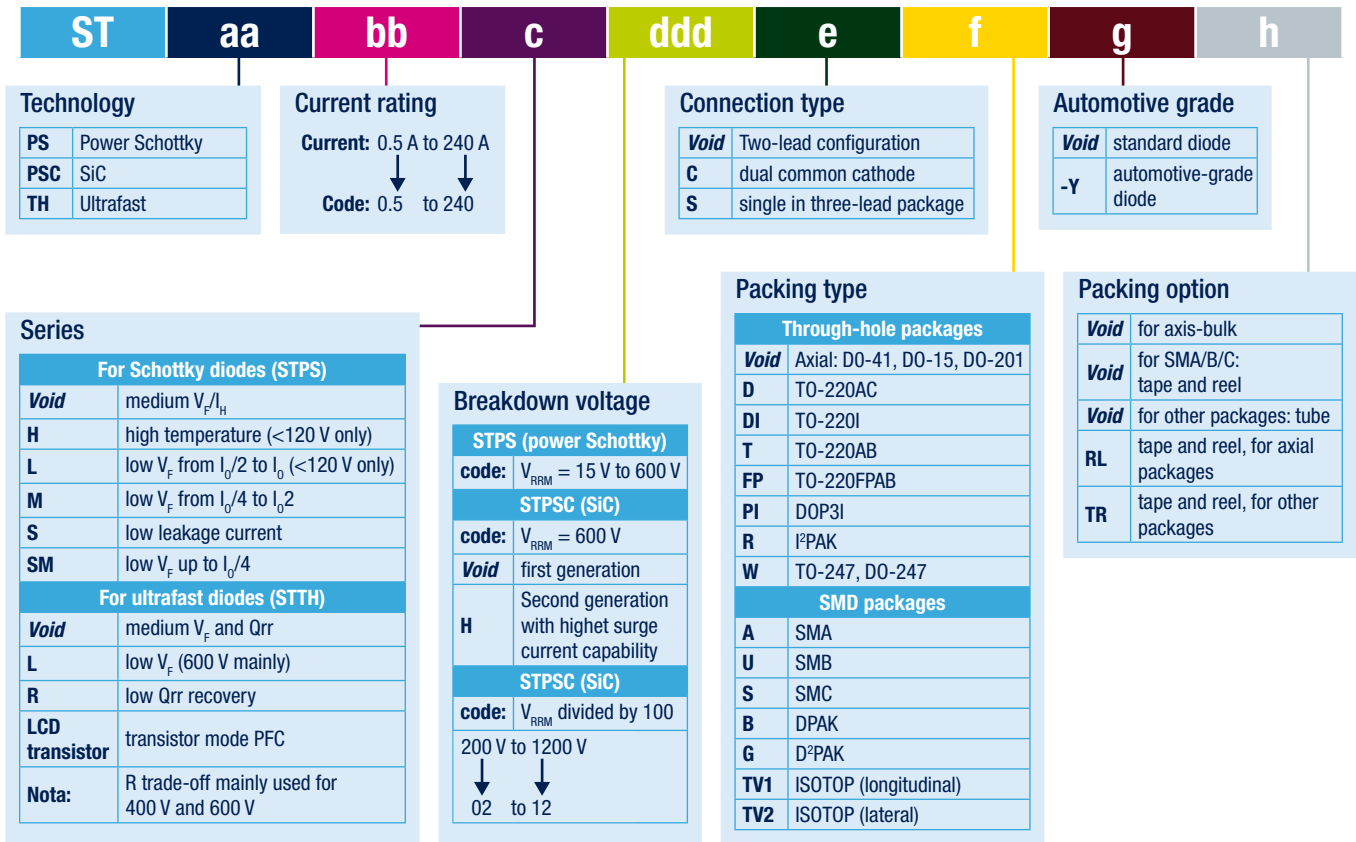 ST aa bb c ddd e f g h
Technology
PS Power Schottky
PSC SiC
TH Ultrafast
Current rating
Current: 0.5 A to 240 A
Code: 0.5 to 240
Connection type
Void Two-lead configuration
C dual common cathode
S single in three-lead package
Automotive grade
Void standard diode
-Y automotive-grade
diode
Series
For Schottky diodes (STPS)
Void medium VF/IH
H high temperature (<120 V only)
L low VF from I0/2 to I0 (<120 V only)
M low VF from I0/4 to I02
S low leakage current
SM low VF up to I0/4
For ultrafast diodes (STTH)
Void medium VF and Qrr
L low VF (600 V mainly)
R low Qrr recovery
LCD
transistor transistor mode PFC
Nota: R trade-off mainly used for
400 V and 600 V
Breakdown voltage
STPS (power Schottky)
code: VRRM = 15 V to 600 V
STPSC (SiC)
code: VRRM = 600 V
Void first generation
H Second generation
with highet surge
current capability
STPSC (SiC)
code: VRRM divided by 100
200 V to 1200 V
02 to 12
Packing type
Through-hole packages
Void Axial: D0-41, DO-15, DO-201
D TO-220AC
DI TO-220I
T TO-220AB
FP TO-220FPAB
PI DOP3I
R I²PAK
W TO-247, DO-247
SMD packages
A SMA
U SMB
S SMC
B DPAK
G D²PAK
TV1 ISOTOP (longitudinal)
TV2 ISOTOP (lateral)
Packing option
Void for axis-bulk
Void for SMA/B/C:
tape and reel
Void for other packages: tube
RL tape and reel, for axial
packages
TR tape and reel, for other
packages